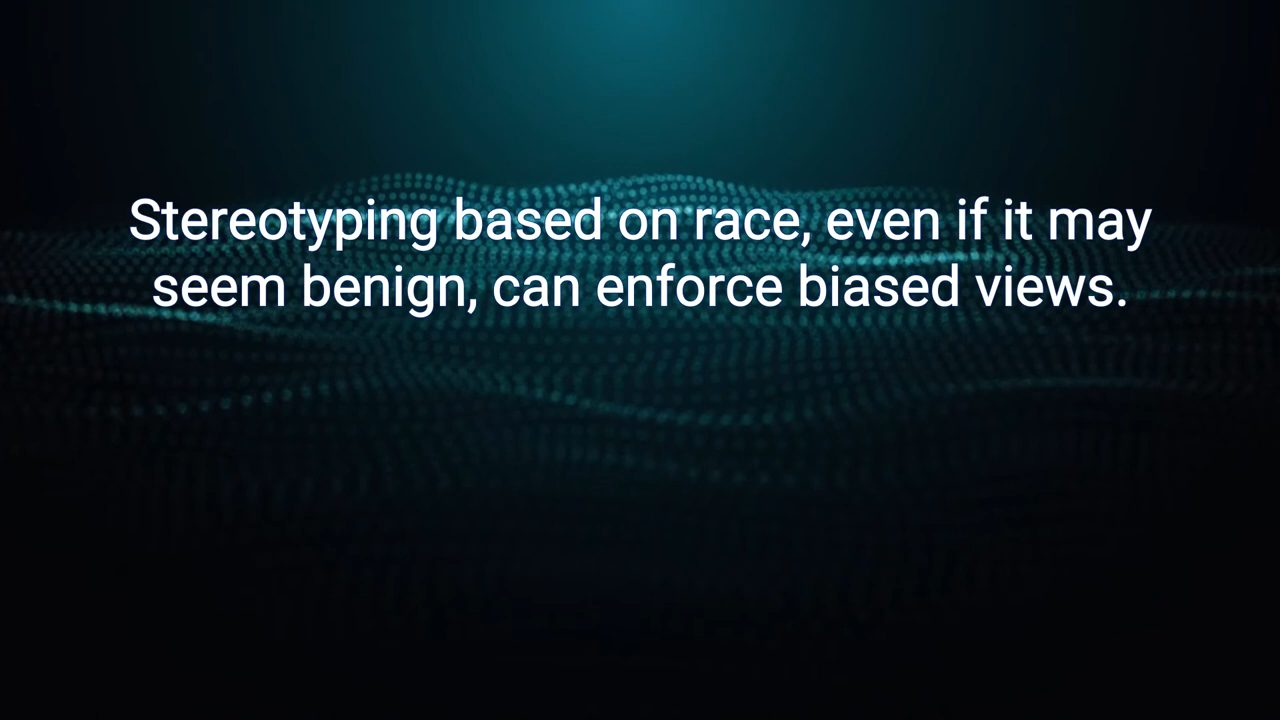 Stereotyping based on race, even if it may
seem benign, can enforce biased views.